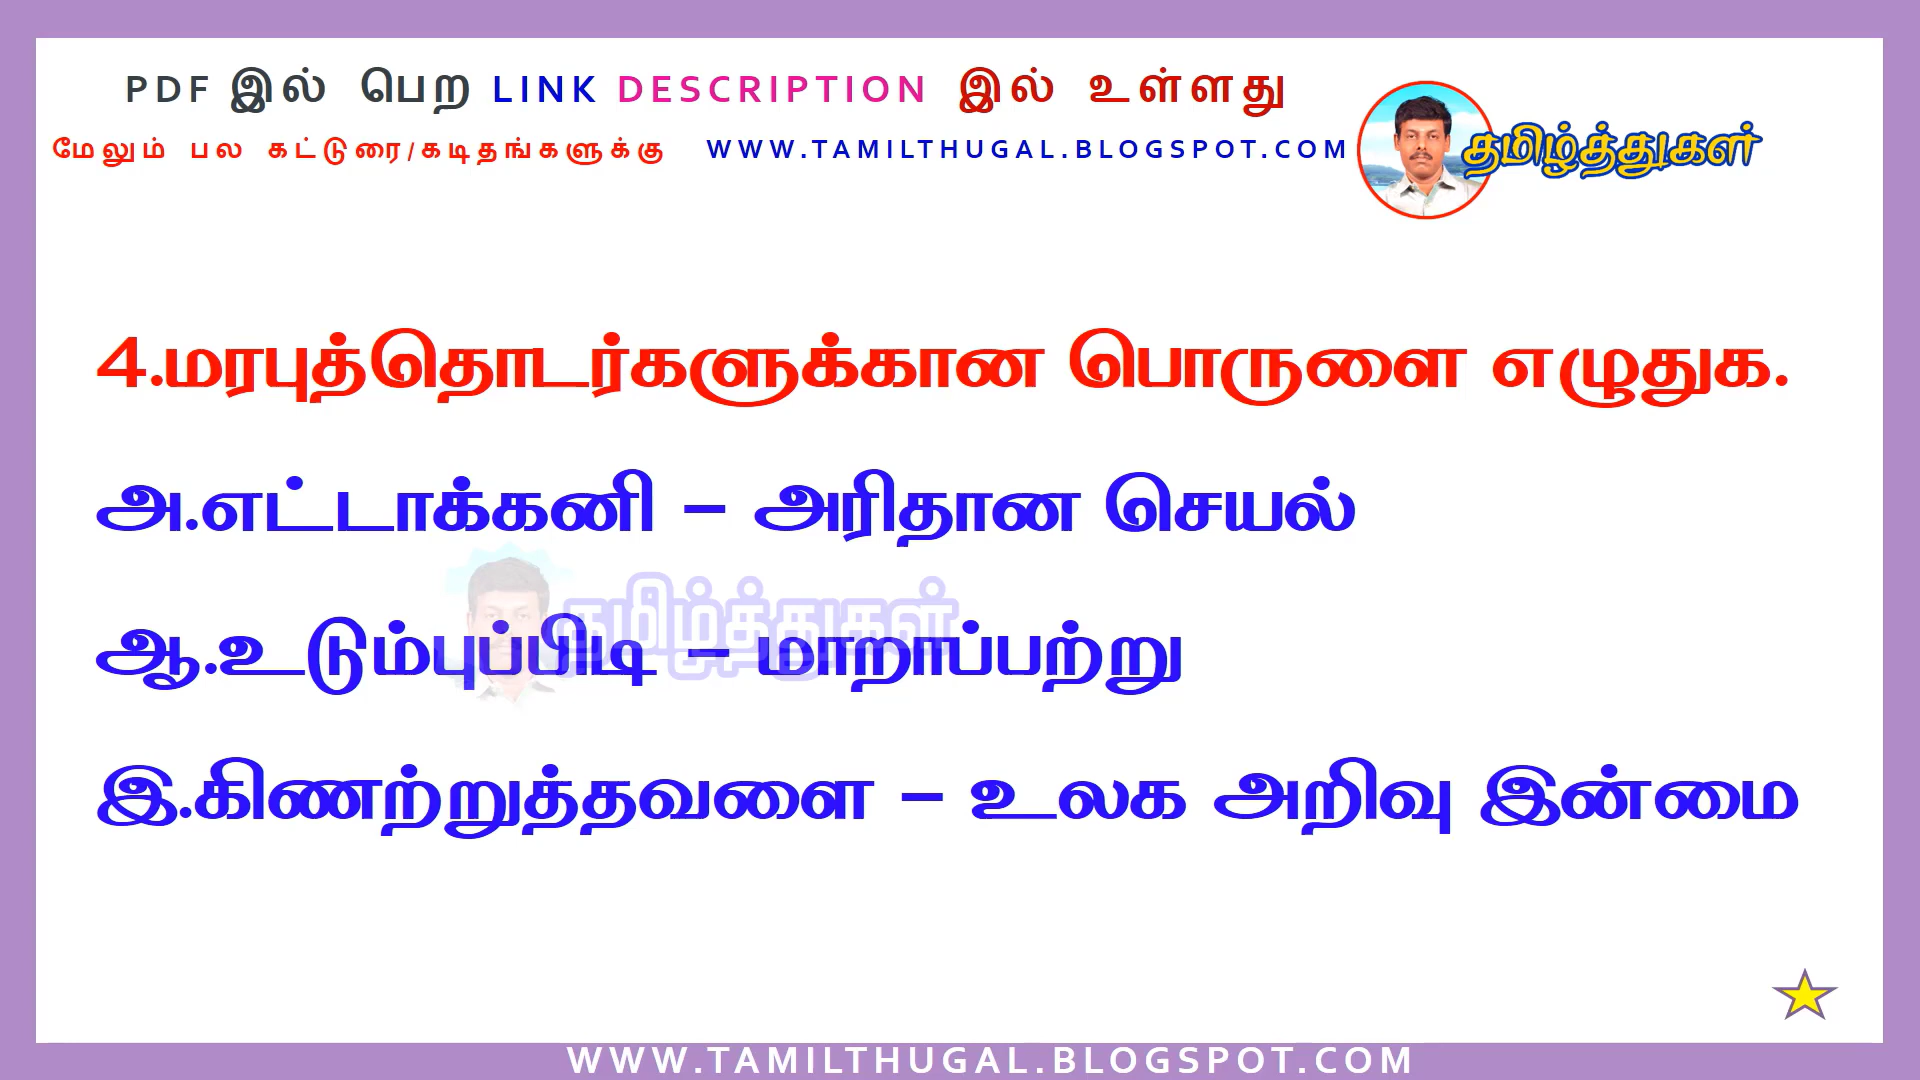 PDF இல் பெற LINK DESCRIPTION இல் உள்ளது
மேலும் பல கட்டுரை/கடிதங்களுக்கு WWW.TAMILTHUGAL.BLOGSPOT.COM
தமிழ்த்துகள்
4.மரபுத்தொடர்களுக்கான பொருளை எழுதுக.
அ.எட்டாக்கனி – அரிதான செயல்
தமிழ்த்துகள்
ஆ.உடும்புப்பிடி – மாறாப்பற்று
இ.கிணற்றுத்தவளை – உலக அறிவு இன்மை
WWW.TAMILTHUGAL.BLOGSPOT.COM